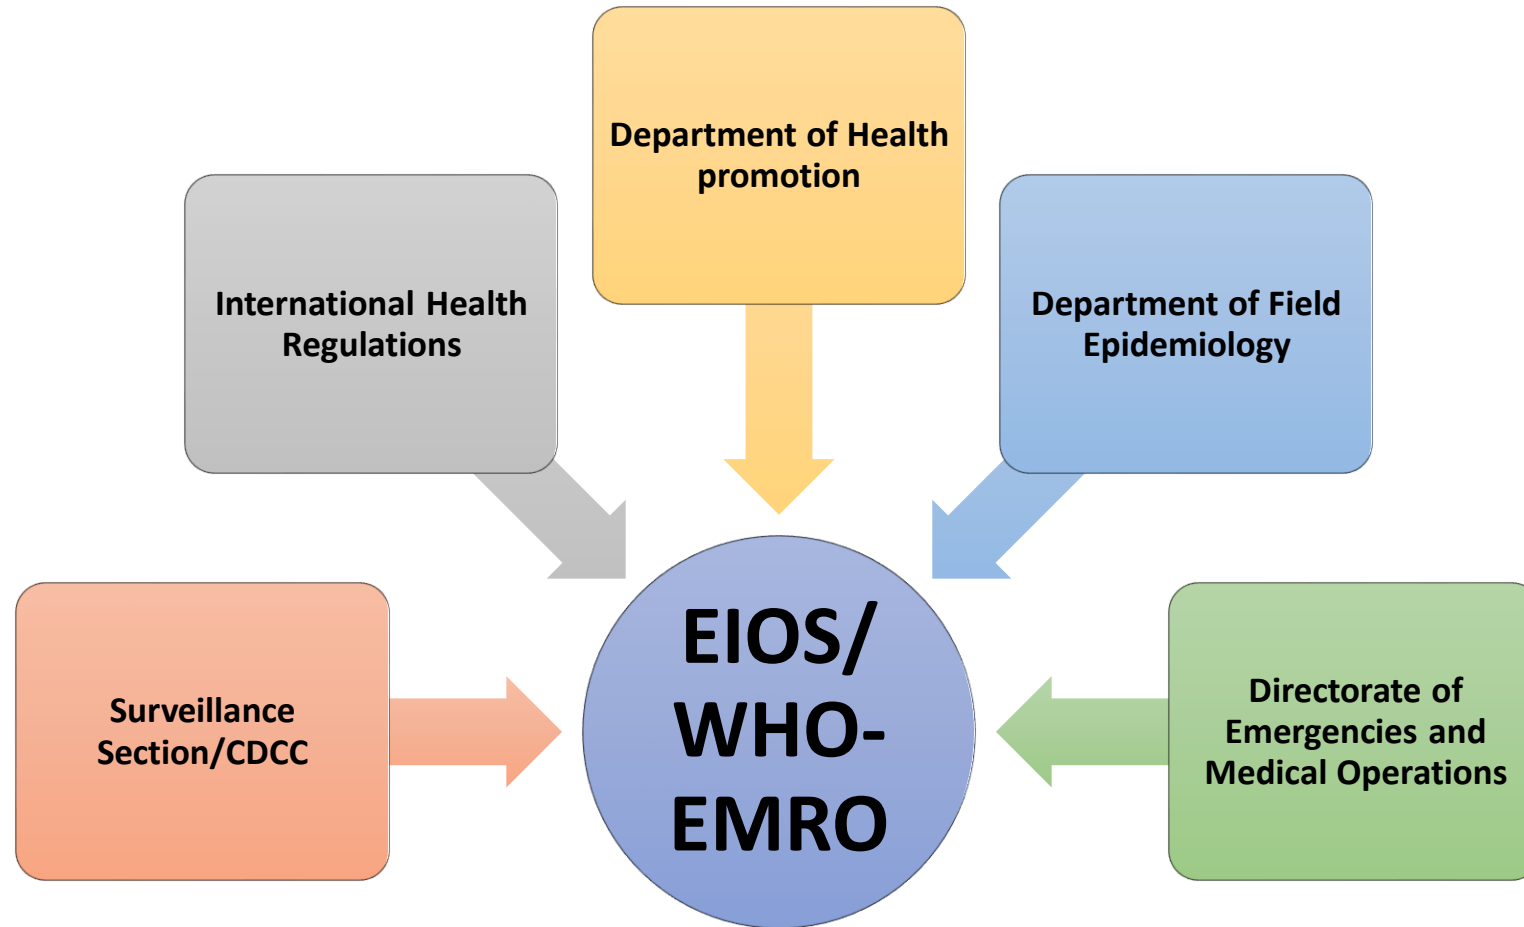 Department of Health
promotion
International Health
Regulations
Department of Field
Epidemiology
Surveillance
Section/CDCC
EIOS/
WHO-
EMRO
Directorate of
Emergencies and
Medical Operations